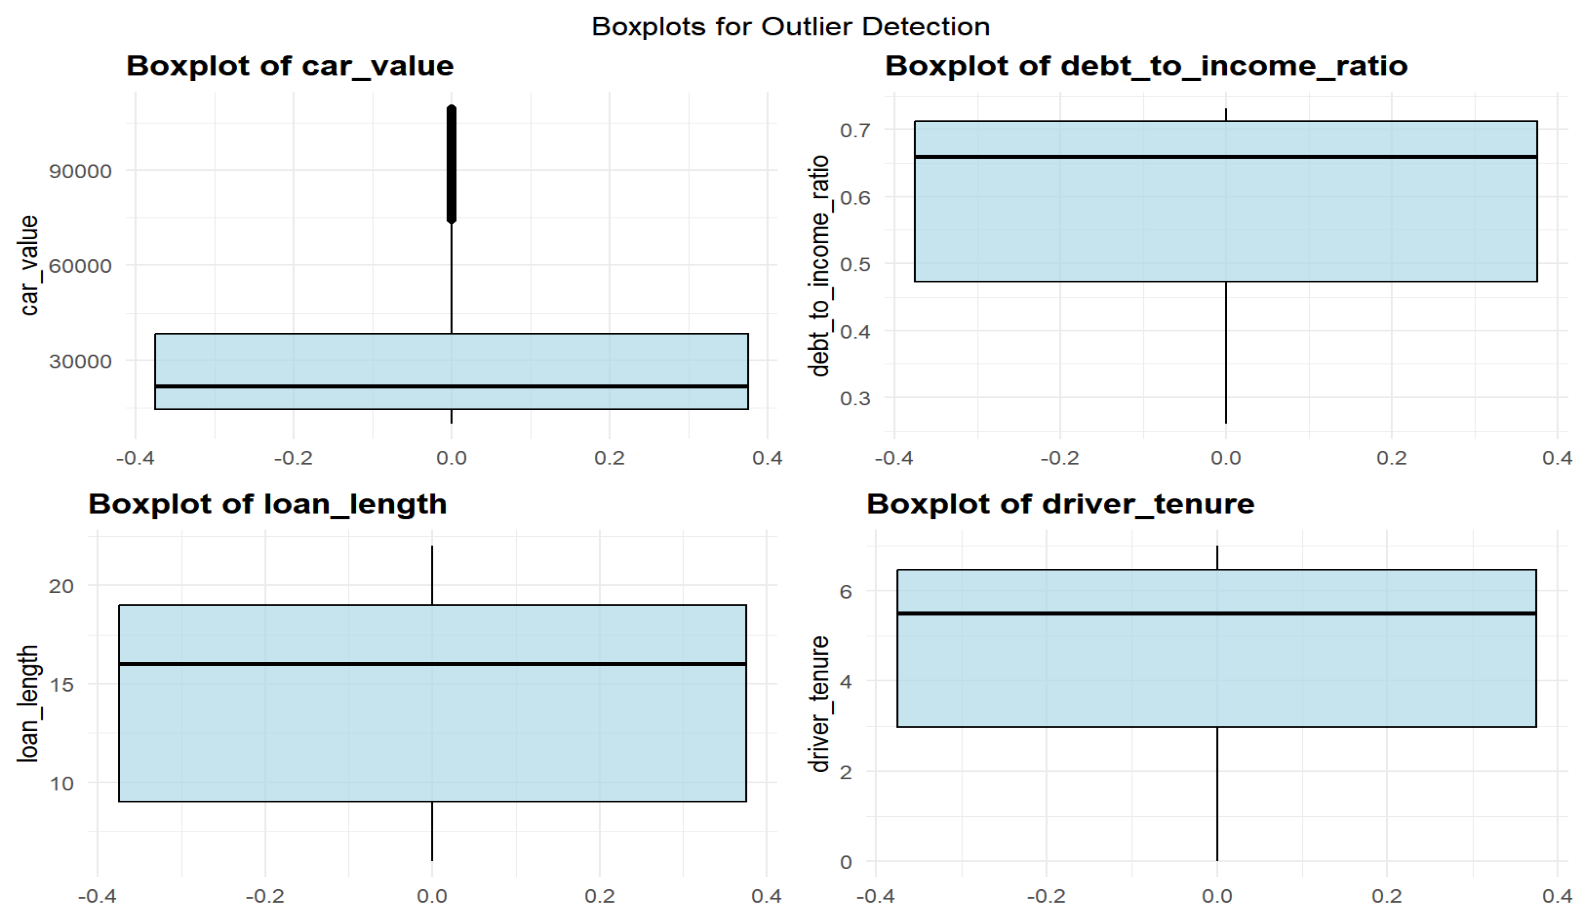 Boxplots for Outlier Detection
Boxplot of car_value
car_value
90000
60000
30000
-0.4 -0.2 0.0 0.2 0.4
Boxplot of debt_to_income_ratio
debt_to_income_ratio
0.7
0.6
0.5
0.4
0.3
-0.4 -0.2 0.0 0.2 0.4
Boxplot of loan_length
loan_length
20
15
10
-0.4 -0.2 0.0 0.2 0.4
Boxplot of driver_tenure
driver_tenure
6
4
2
0
-0.4 -0.2 0.0 0.2 0.4